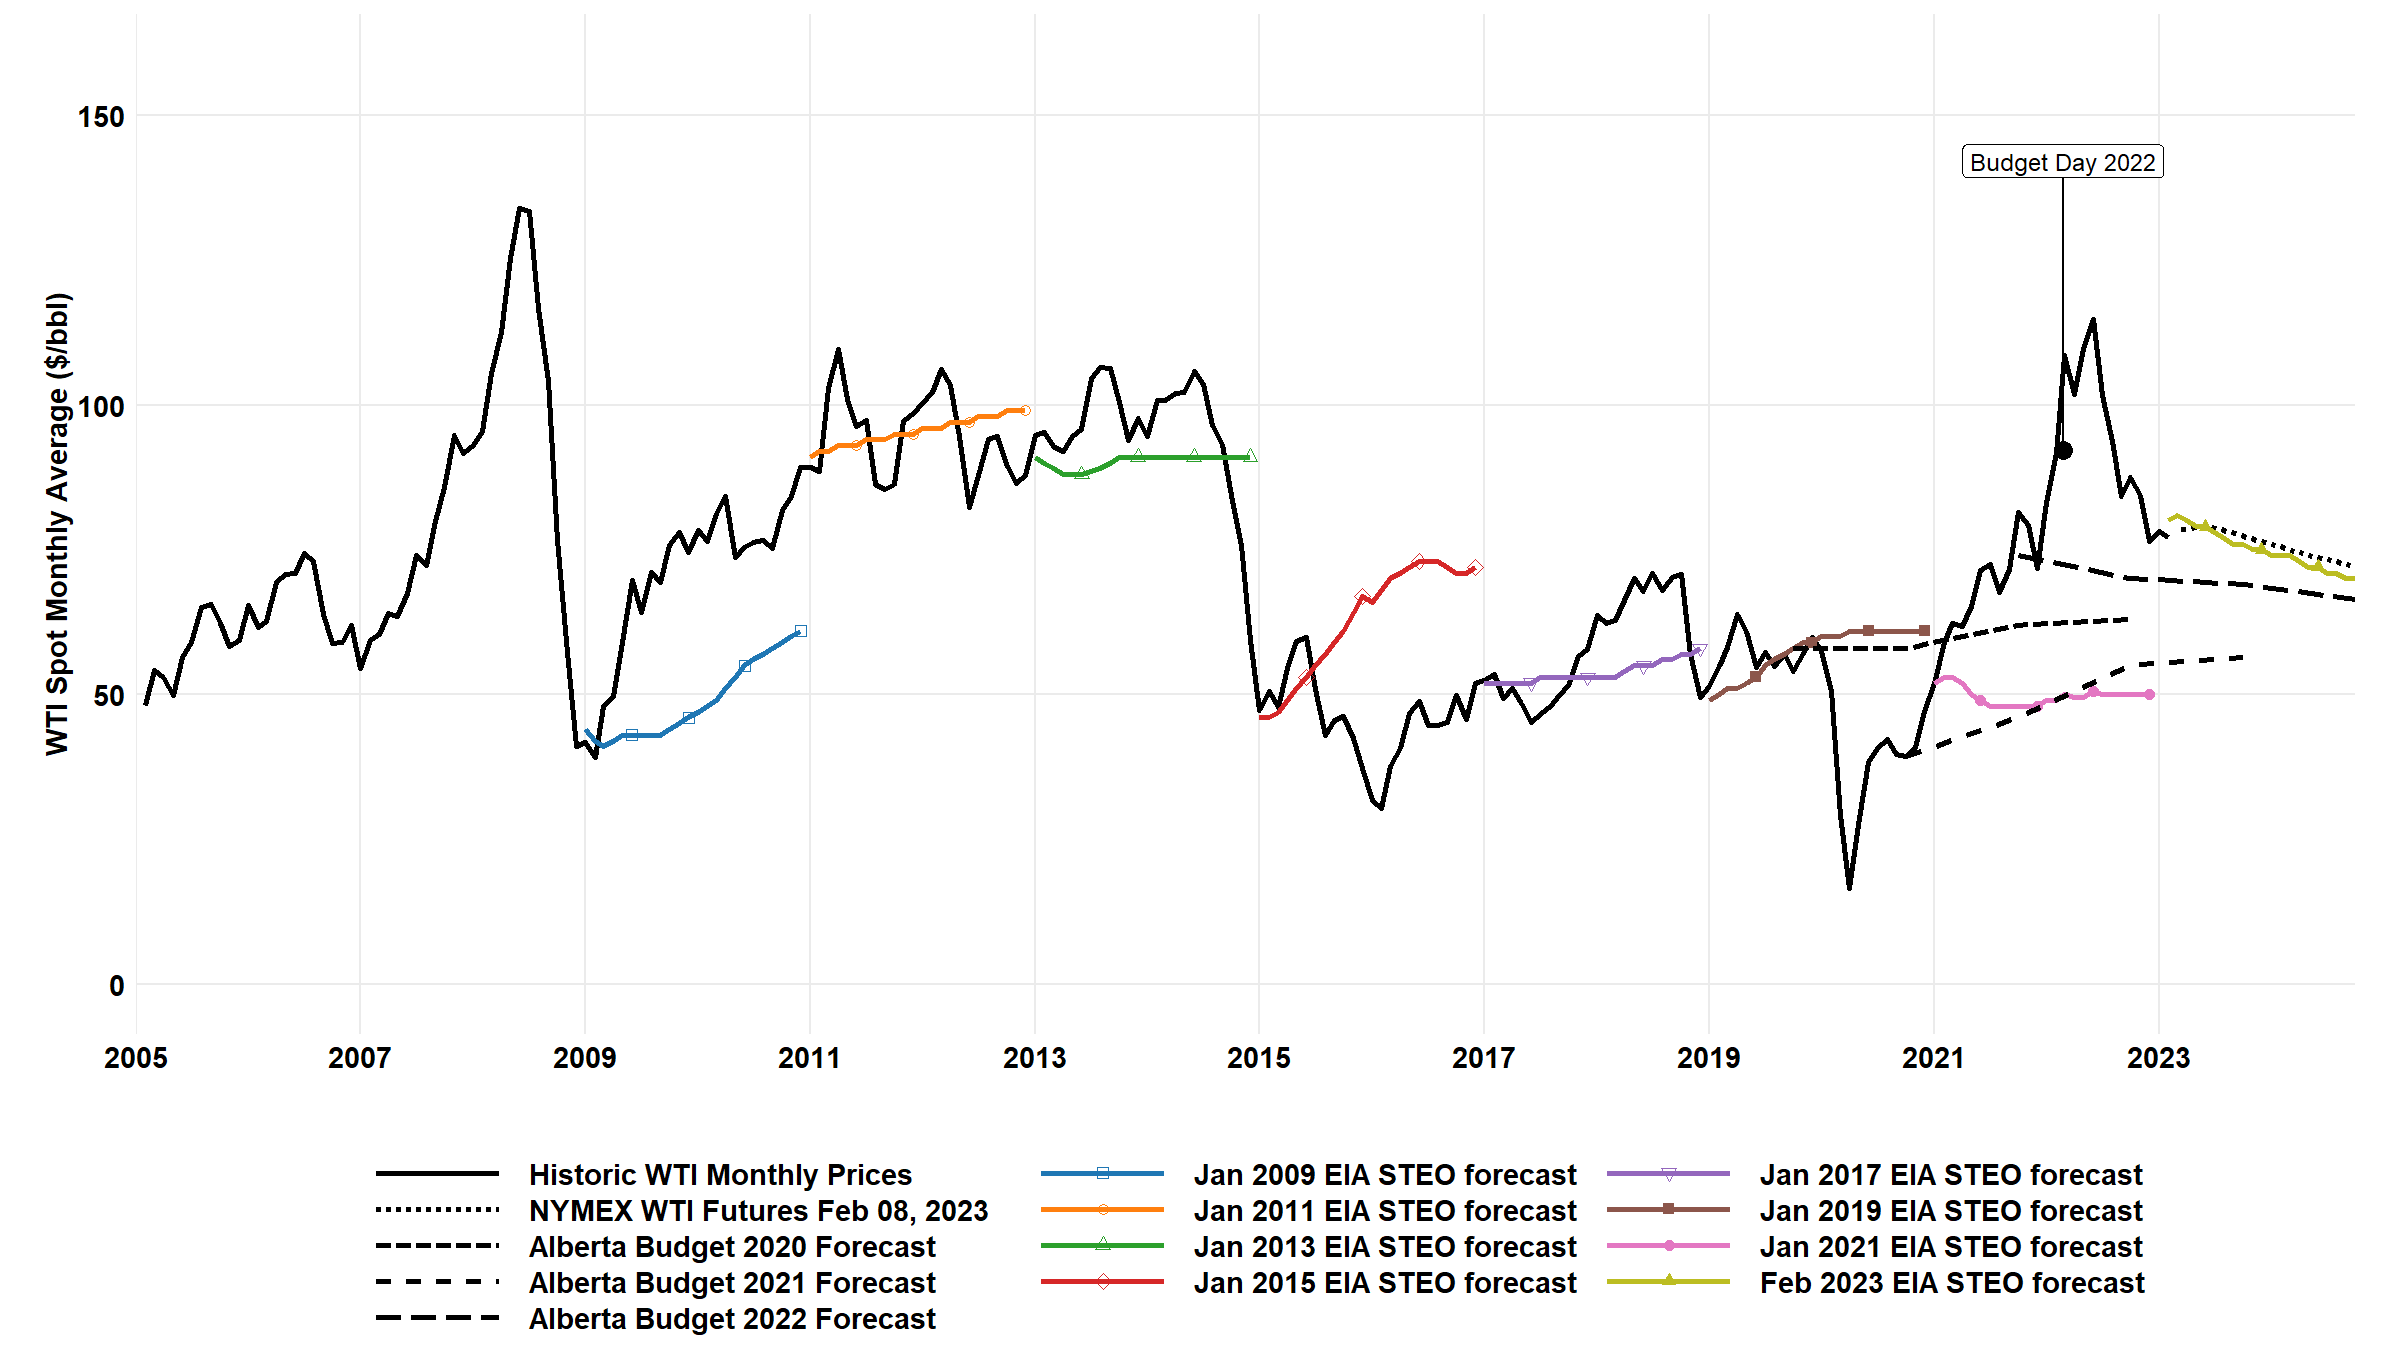 WTI Spot Monthly Average ($/bbl)
150
100
50
0
Budget Day 2022
2005 2007 2009 2011 2013 2015 2017 2019 2021 2023
Historic WTI Monthly Prices
NYMEX WTI Futures Feb 08, 2023
Alberta Budget 2020 Forecast
Alberta Budget 2021 Forecast
Alberta Budget 2022 Forecast
Jan 2009 EIA STEO forecast
Jan 2011 EIA STEO forecast
Jan 2013 EIA STEO forecast
Jan 2015 EIA STEO forecast
Jan 2017 EIA STEO forecast
Jan 2019 EIA STEO forecast
Jan 2021 EIA STEO forecast
Feb 2023 EIA STEO forecast